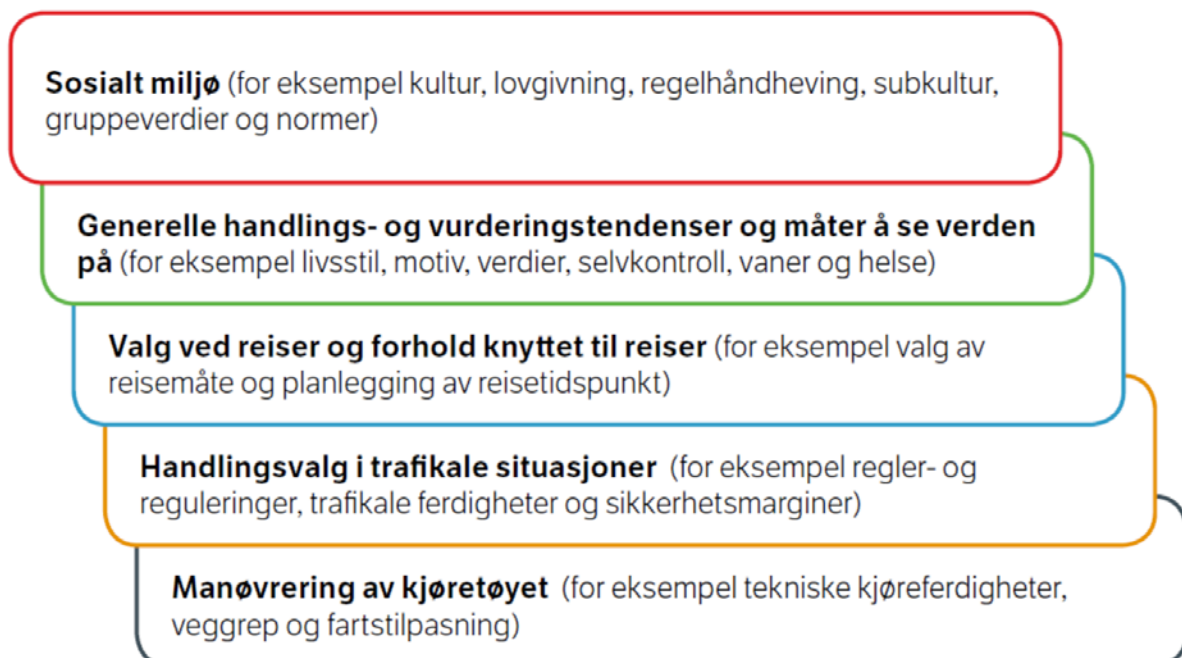 Sosialt miljø (for eksempel kultur, lovgivning, regelhåndheving, subkultur,
gruppeverdier og normer)
Generelle handlings- og vurderingstendenser og måter å se verden
på (for eksempel livsstil, motiv, verdier, selvkontroll, vaner og helse)
Valg ved reiser og forhold knyttet til reiser (for eksempel valg av
reisemåte og planlegging av reisetidspunkt)
Handlingsvalg i trafikale situasjoner (for eksempel regler- og
reguleringer, trafikale ferdigheter og sikkerhetsmarginer)
Manøvrering av kjøretøyet (for eksempel tekniske kjøreferdigheter,
veggrep og fartstilpasning)